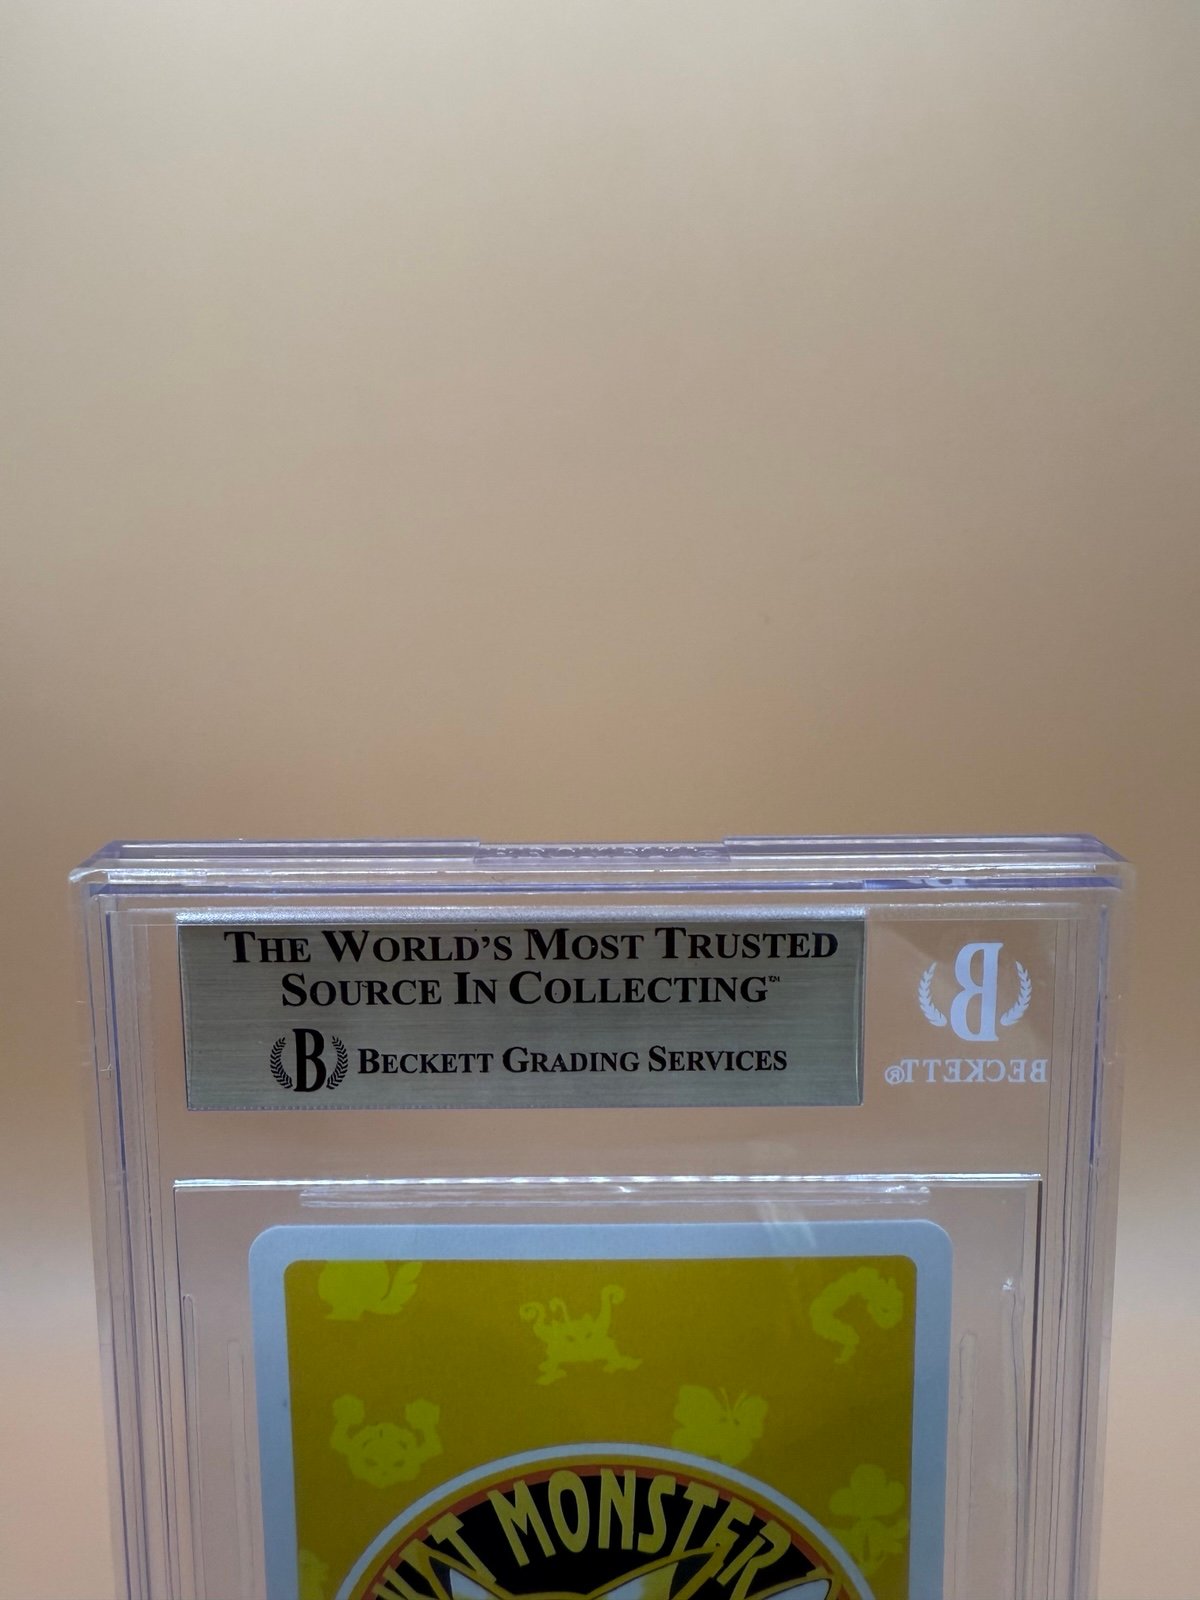 THE WORLD'S MOST TRUSTED
SOURCE IN COLLECTING™
B BECKETT GRADING SERVICES
B
BECKETT®
MONSTER